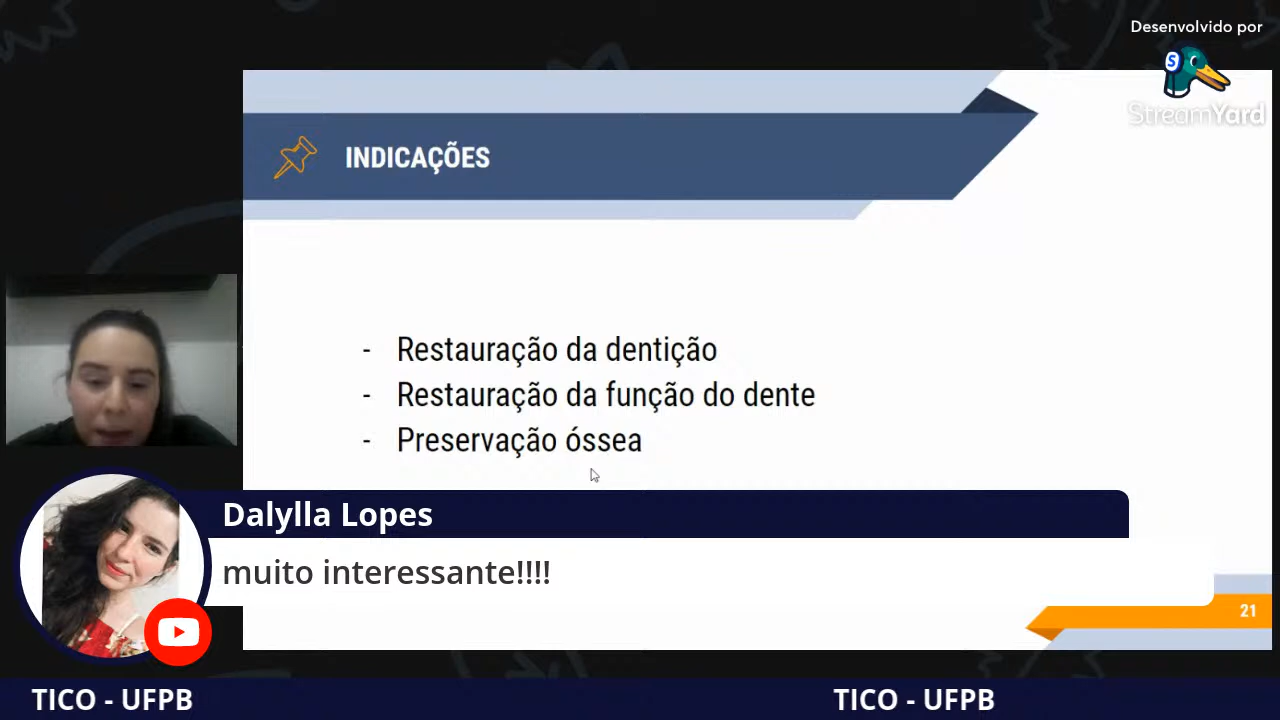 Desenvolvido por
StreamYard
INDICAÇÕES
- Restauração da dentição
- Restauração da função do dente
- Preservação óssea
Dalylla Lopes
muito interessante!!!!
21
TICO - UFPB
TICO - UFPB